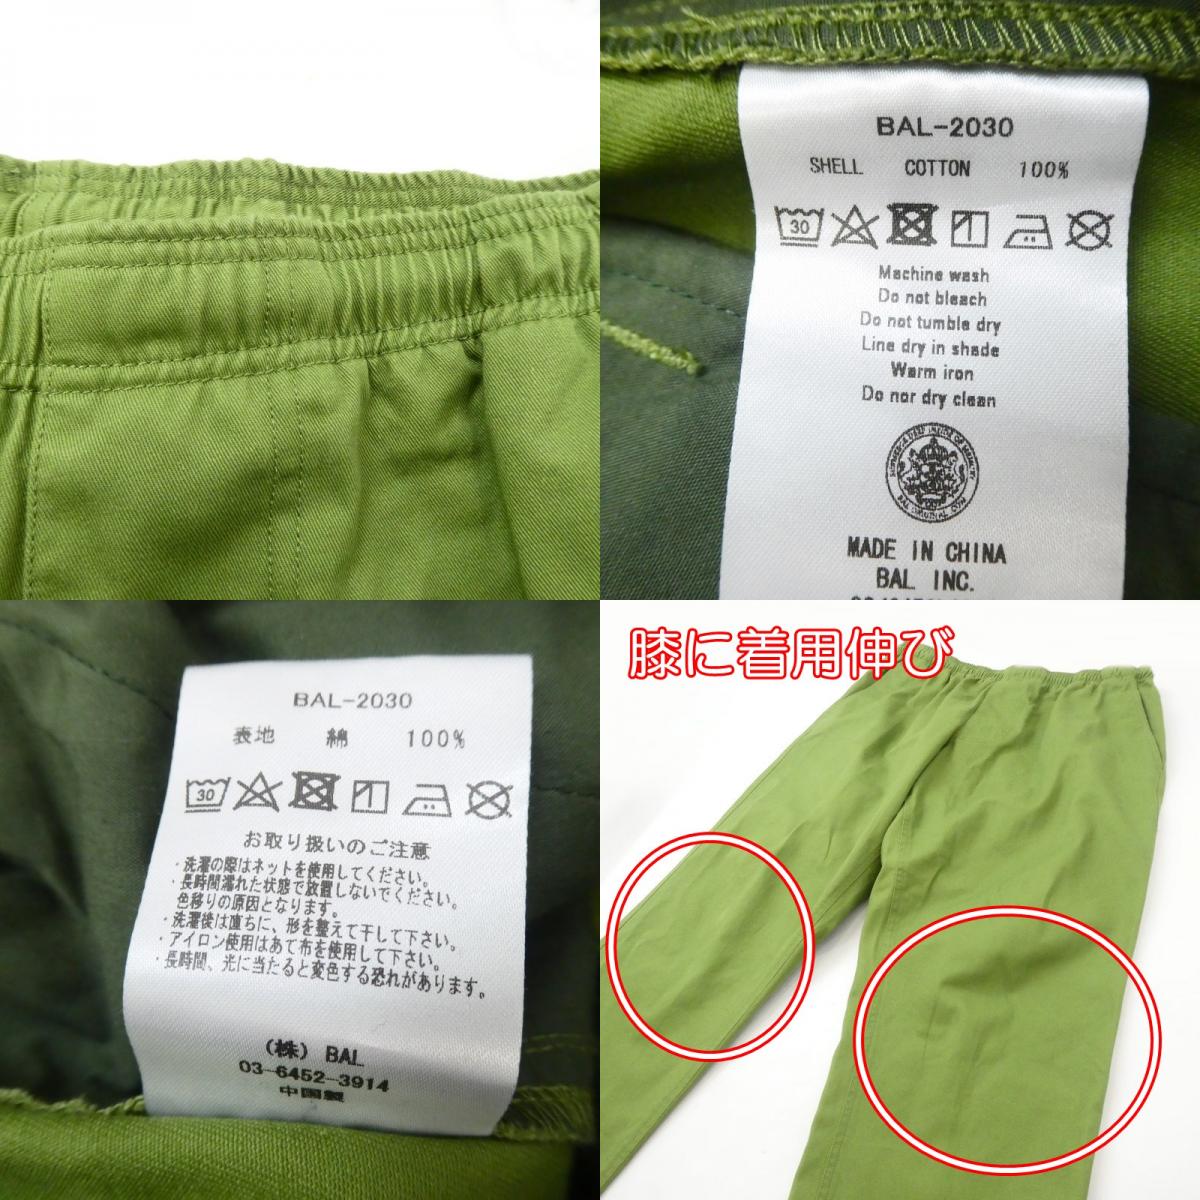 BAL-2030
SHELL COTTON 100%
30
Machine wash
Do not bleach
Do not tumble dry
Line dry in shade
Warm iron
Do nor dry clean
BAL ORIGINAL
MADE IN CHINA
BAL INC.
BAL-2030
表地 綿 100%
30
お取り扱いのご注意
・洗濯の際はネットを使用してください。
・長時間濡れた状態で放置しないでください。
色移りの原因となります。
・洗濯後は直ちに、形を整えて干して下さい。
・アイロン使用はあて布を使用して下さい。
・長時間、光に当たると変色する恐れがあります。
(株) BAL
03-6452-3914
中国製
膝に着用伸び